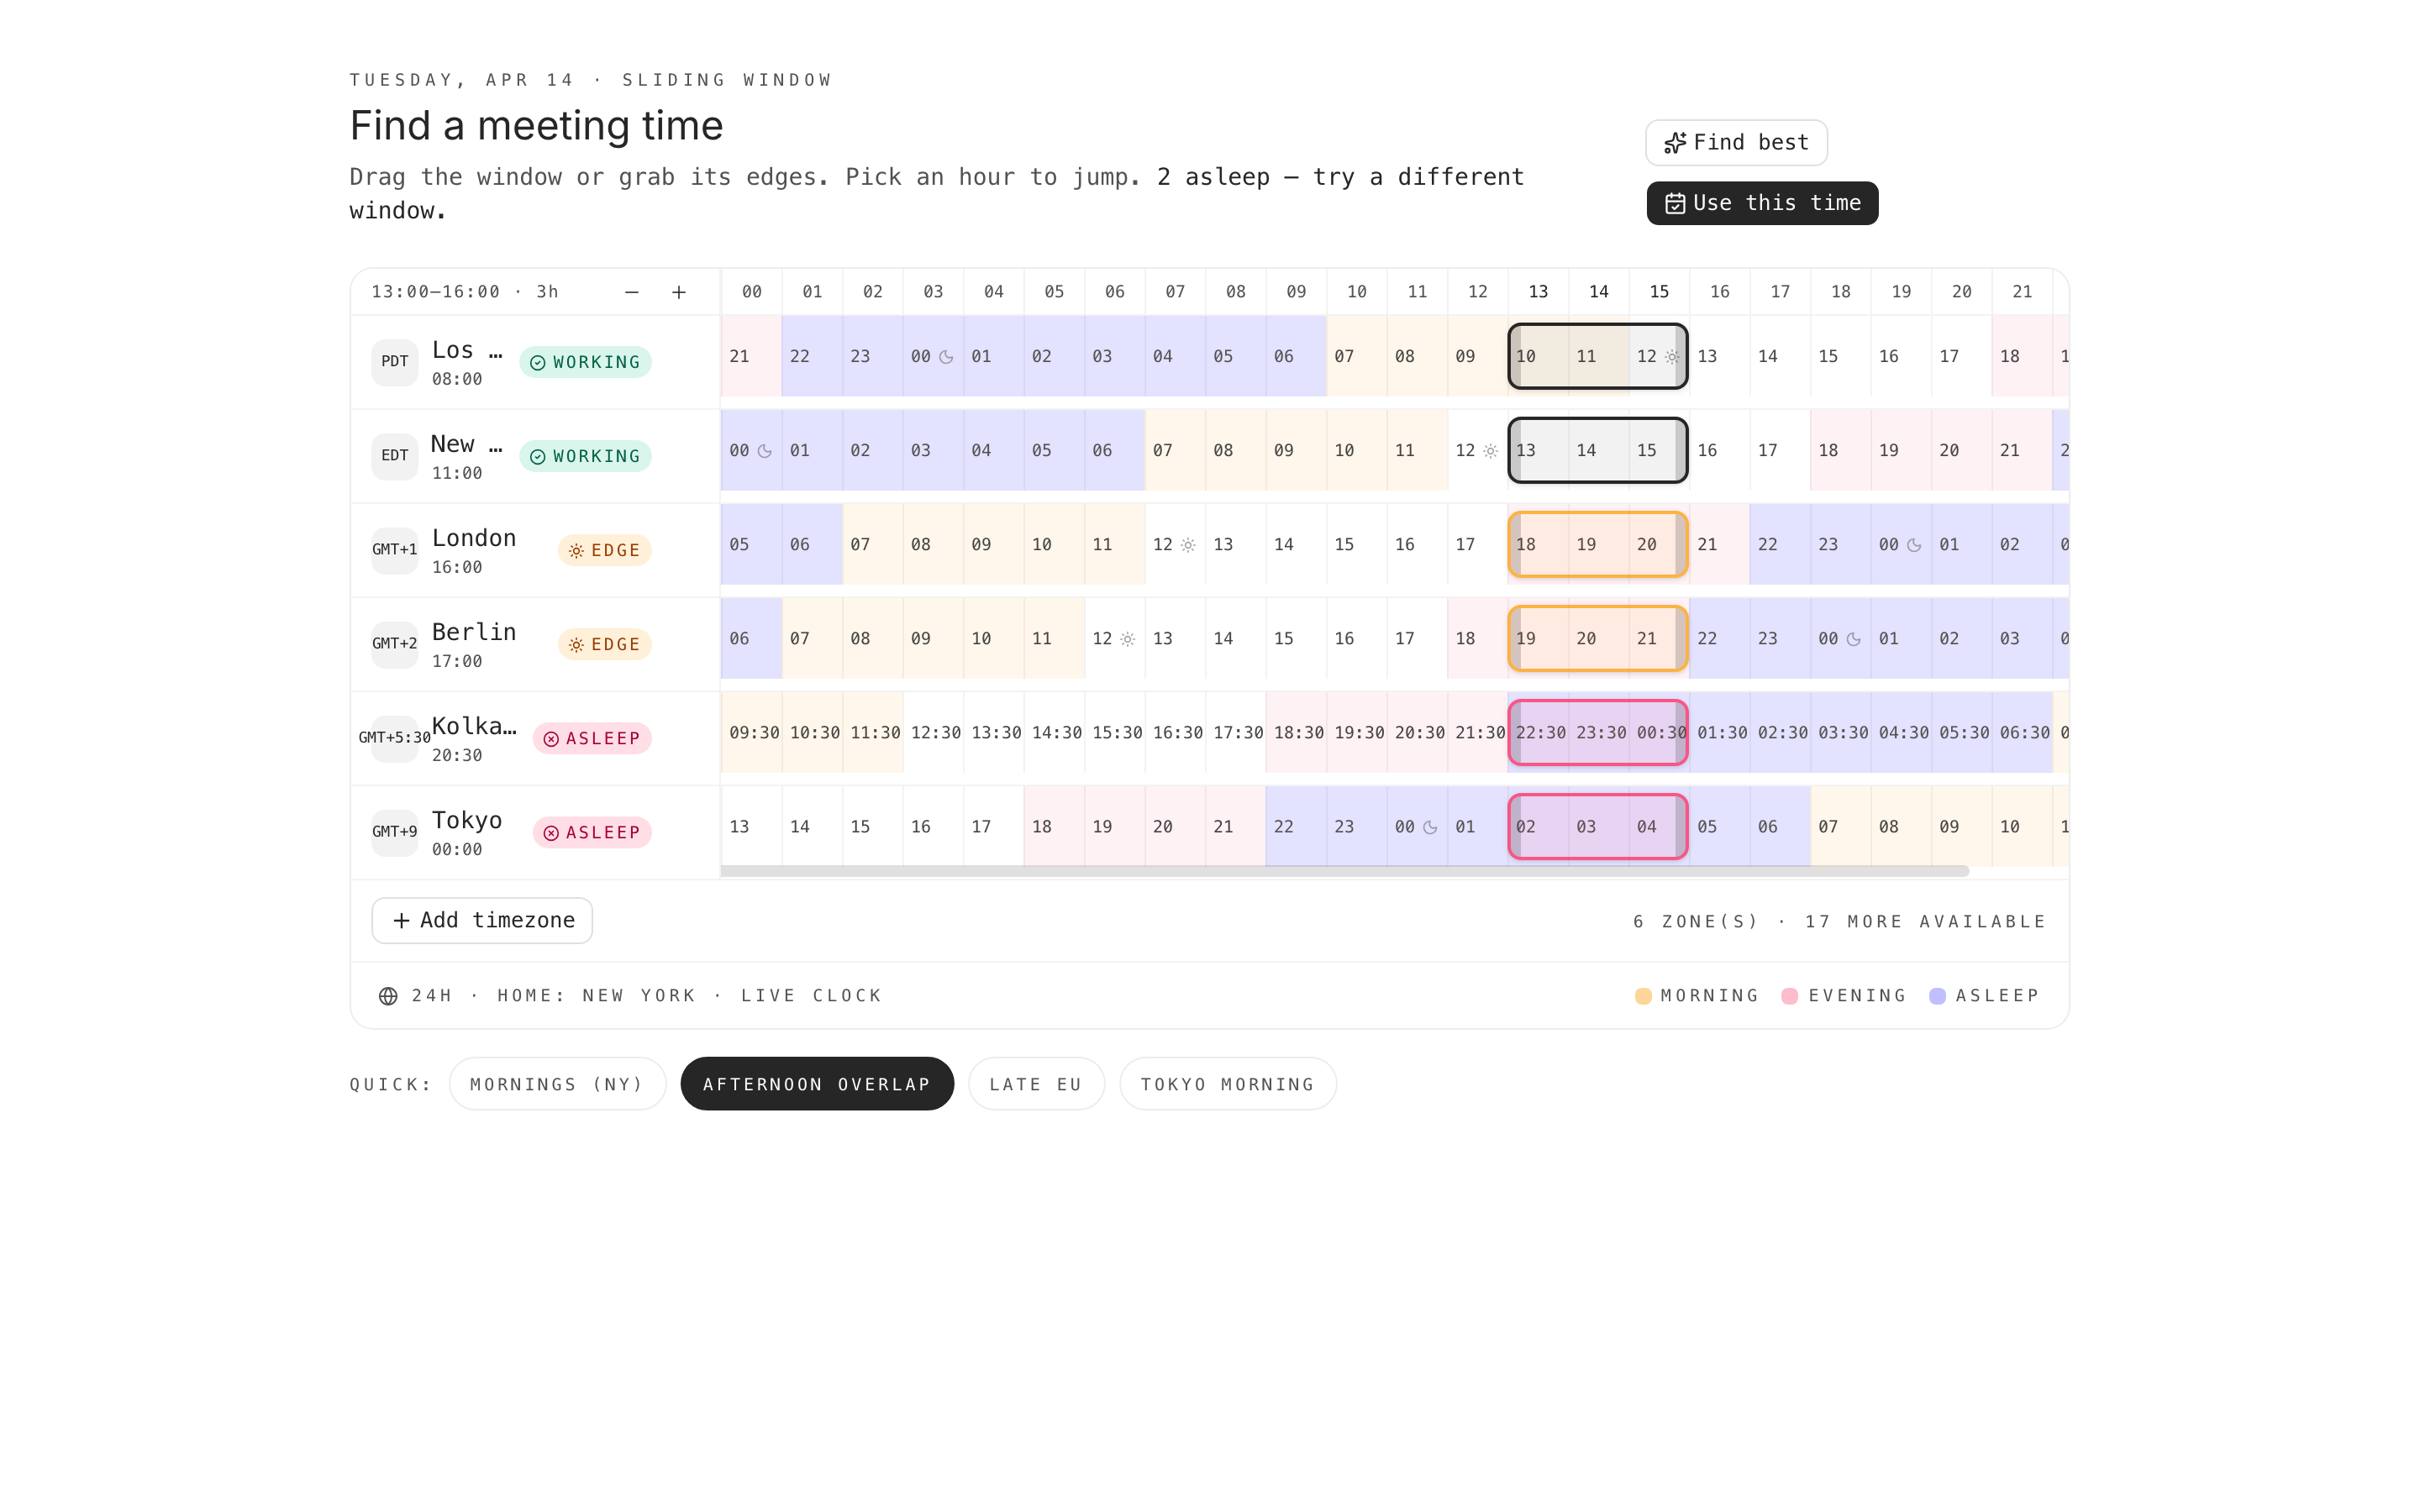 TUESDAY, APR 14 · SLIDING WINDOW
Find a meeting time
Drag the window or grab its edges. Pick an hour to jump. 2 asleep — try a different
window.
Find best
Use this time
13:00–16:00 · 3h − + 00 01 02 03 04 05 06 07 08 09 10 11 12 13 14 15 16 17 18 19 20 21
PDT Los … 08:00 WORKING 21 22 23 00 01 02 03 04 05 06 07 08 09 10 11 12 13 14 15 16 17 18 1
EDT New … 11:00 WORKING 00 01 02 03 04 05 06 07 08 09 10 11 12 13 14 15 16 17 18 19 20 21 2
GMT+1 London 16:00 EDGE 05 06 07 08 09 10 11 12 13 14 15 16 17 18 19 20 21 22 23 00 01 02 0
GMT+2 Berlin 17:00 EDGE 06 07 08 09 10 11 12 13 14 15 16 17 18 19 20 21 22 23 00 01 02 03 0
GMT+5:30 Kolka… 20:30 ASLEEP 09:30 10:30 11:30 12:30 13:30 14:30 15:30 16:30 17:30 18:30 19:30 20:30 21:30 22:30 23:30 00:30 01:30 02:30 03:30 04:30 05:30 06:30 0
GMT+9 Tokyo 00:00 ASLEEP 13 14 15 16 17 18 19 20 21 22 23 00 01 02 03 04 05 06 07 08 09 10 1
+ Add timezone
6 ZONE(S) · 17 MORE AVAILABLE
24H · HOME: NEW YORK · LIVE CLOCK
MORNING EVENING ASLEEP
QUICK: MORNINGS (NY) AFTERNOON OVERLAP LATE EU TOKYO MORNING